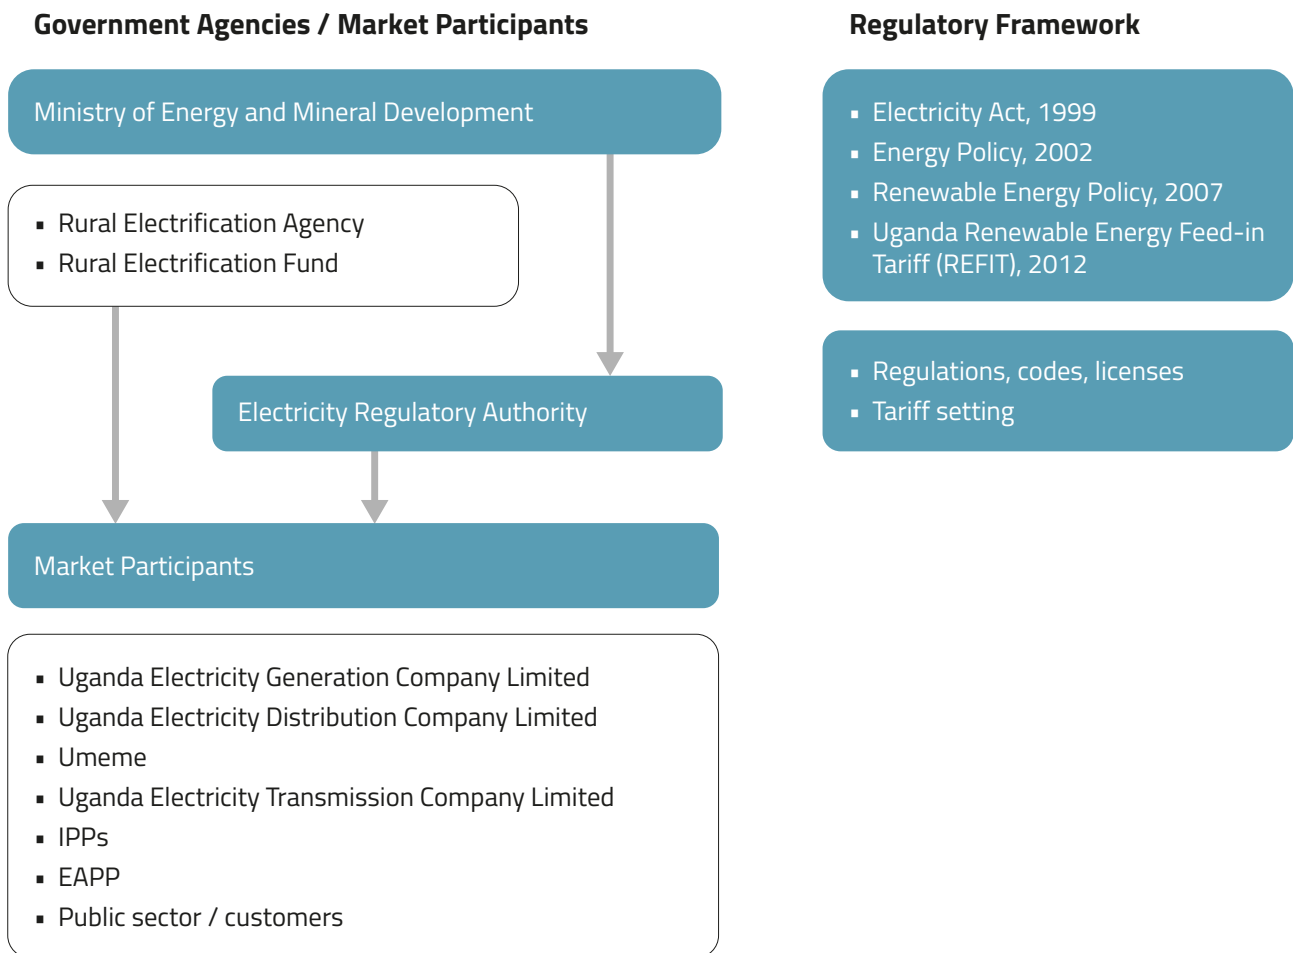 Government Agencies / Market Participants
Ministry of Energy and Mineral Development
▪ Rural Electrification Agency
▪ Rural Electrification Fund
Electricity Regulatory Authority
Market Participants
▪ Uganda Electricity Generation Company Limited
▪ Uganda Electricity Distribution Company Limited
▪ Umeme
▪ Uganda Electricity Transmission Company Limited
▪ IPPs
▪ EAPP
▪ Public sector / customers
Regulatory Framework
▪ Electricity Act, 1999
▪ Energy Policy, 2002
▪ Renewable Energy Policy, 2007
▪ Uganda Renewable Energy Feed-in
Tariff (REFIT), 2012
▪ Regulations, codes, licenses
▪ Tariff setting